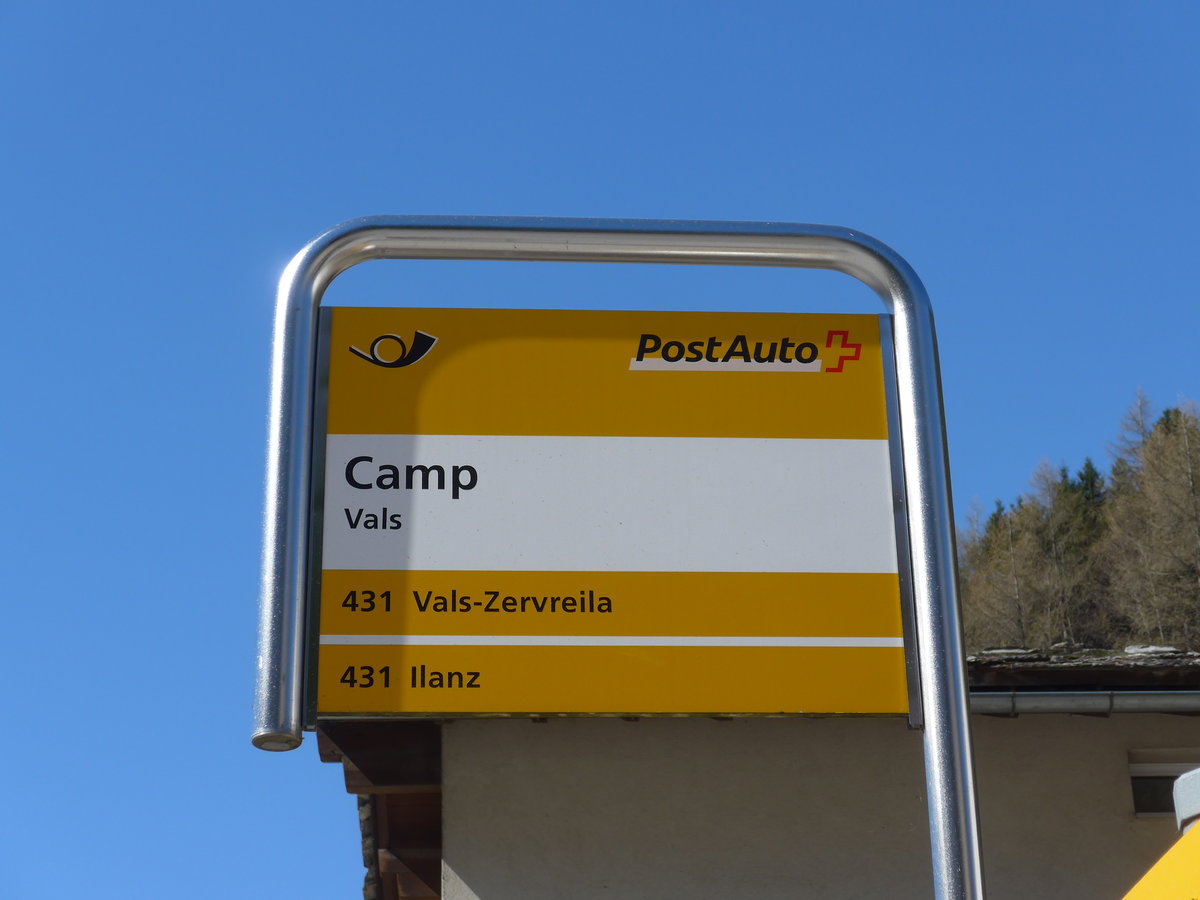 PostAuto
Camp
Vals
431 Vals-Zervreila
431 Ilanz